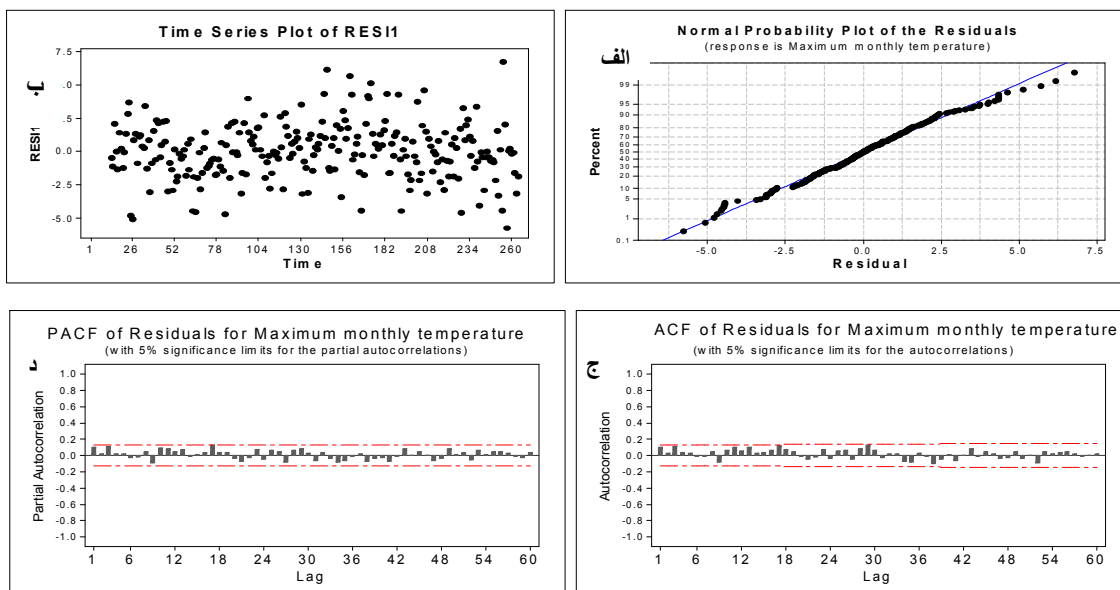 Time Series Plot of RESI1
7.5
.0
.5
0.0
-2.5
-5.0
RESI1
1 26 52 78 104 130 156 182 208 234 260
Time
Normal Probability Plot of the Residuals
(response is Maximum monthly temperature)
الف
99
95
90
80
70
60
50
40
30
20
10
5
1
0.1
Percent
-5.0 -2.5 0.0 2.5 5.0 7.5
Residual
PACF of Residuals for Maximum monthly temperature
(with 5% significance limits for the partial autocorrelations)
1.0
0.8
0.6
0.4
0.2
0.0
-0.2
-0.4
-0.6
-0.8
-1.0
Partial Autocorrelation
1 6 12 18 24 30 36 42 48 54 60
Lag
ACF of Residuals for Maximum monthly temperature
(with 5% significance limits for the autocorrelations)
ج
1.0
0.8
0.6
0.4
0.2
0.0
-0.2
-0.4
-0.6
-0.8
-1.0
Autocorrelation
1 6 12 18 24 30 36 42 48 54 60
Lag